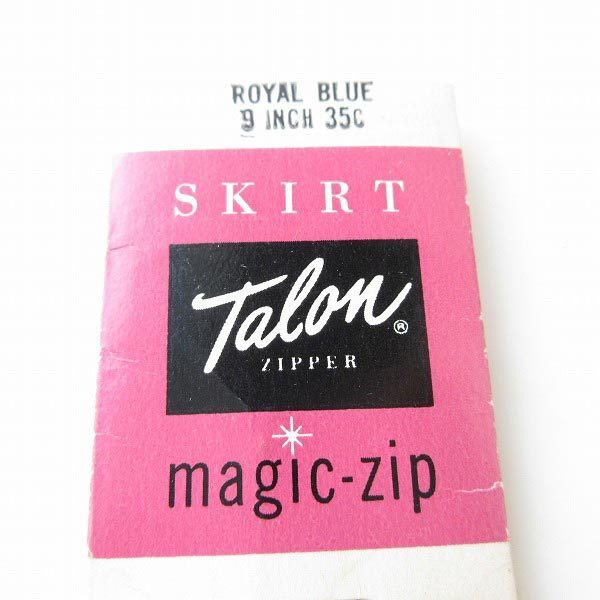 ROYAL BLUE
9 INCH 35¢
SKIRT
Talon®
ZIPPER
magic-zip